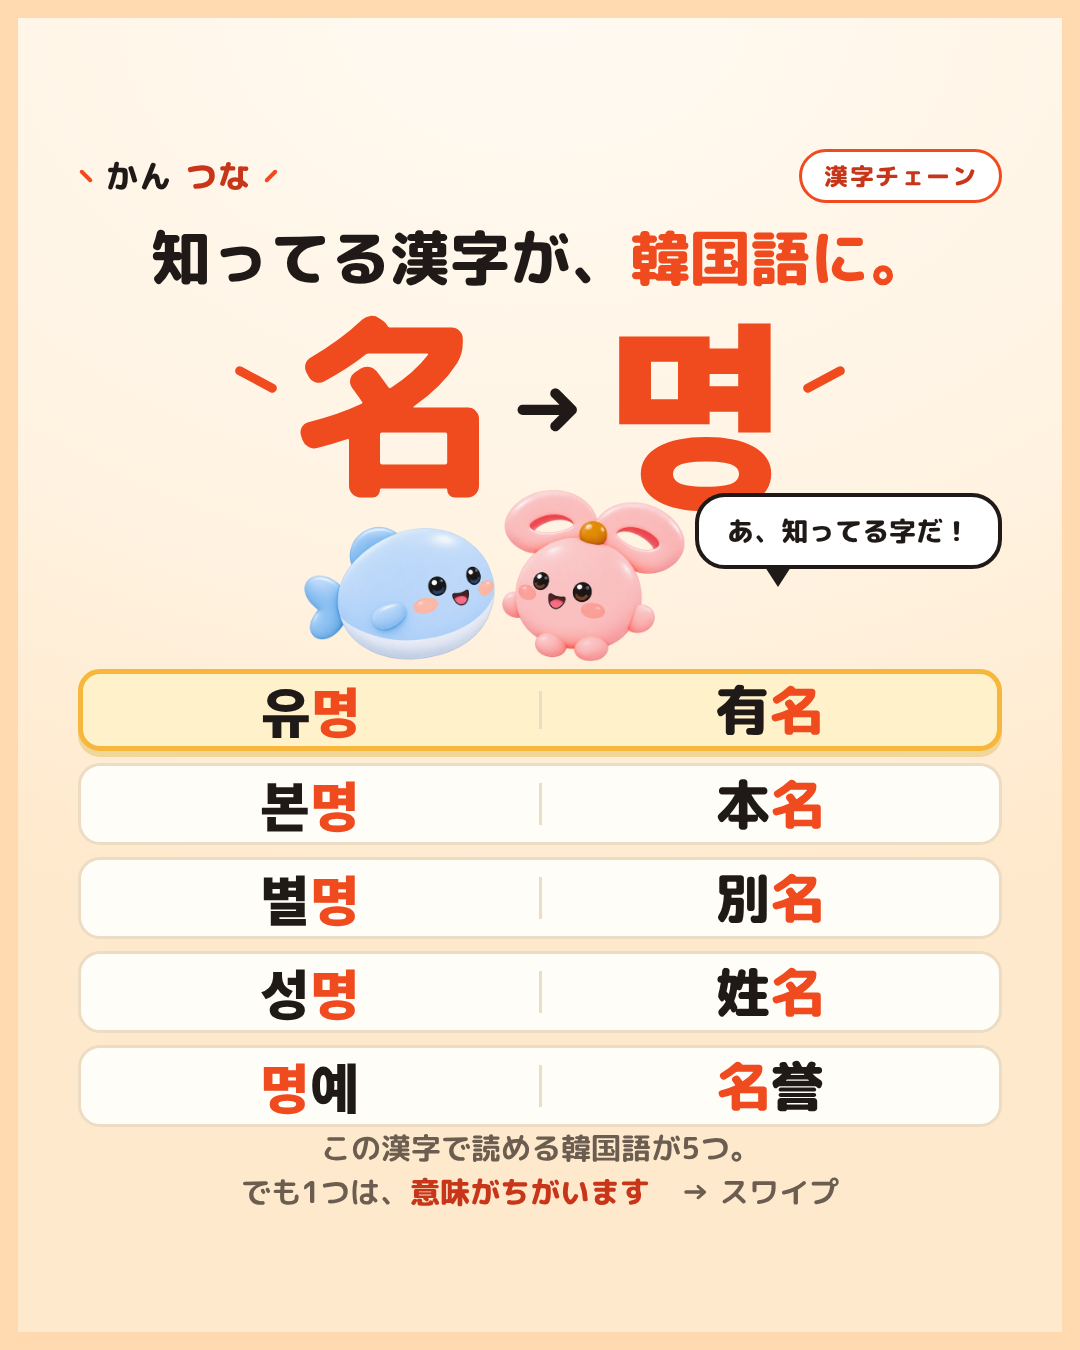 かん つな
漢字チェーン
知ってる漢字が、韓国語に。
名 → 명
あ、知ってる字だ！
유명 有名
본명 本名
별명 別名
성명 姓名
명예 名誉
この漢字で読める韓国語が5つ。
でも1つは、意味がちがいます → スワイプ